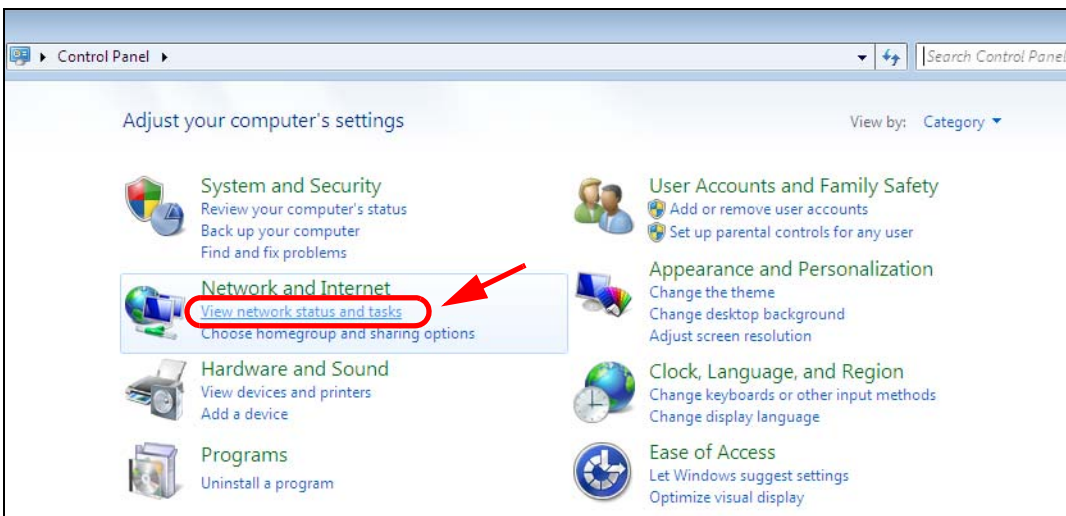 Control Panel
Search Control Panel
Adjust your computer's settings
View by: Category
System and Security
Review your computer's status
Back up your computer
Find and fix problems
Network and Internet
View network status and tasks
Choose homegroup and sharing options
Hardware and Sound
View devices and printers
Add a device
Programs
Uninstall a program
User Accounts and Family Safety
Add or remove user accounts
Set up parental controls for any user
Appearance and Personalization
Change the theme
Change desktop background
Adjust screen resolution
Clock, Language, and Region
Change keyboards or other input methods
Change display language
Ease of Access
Let Windows suggest settings
Optimize visual display